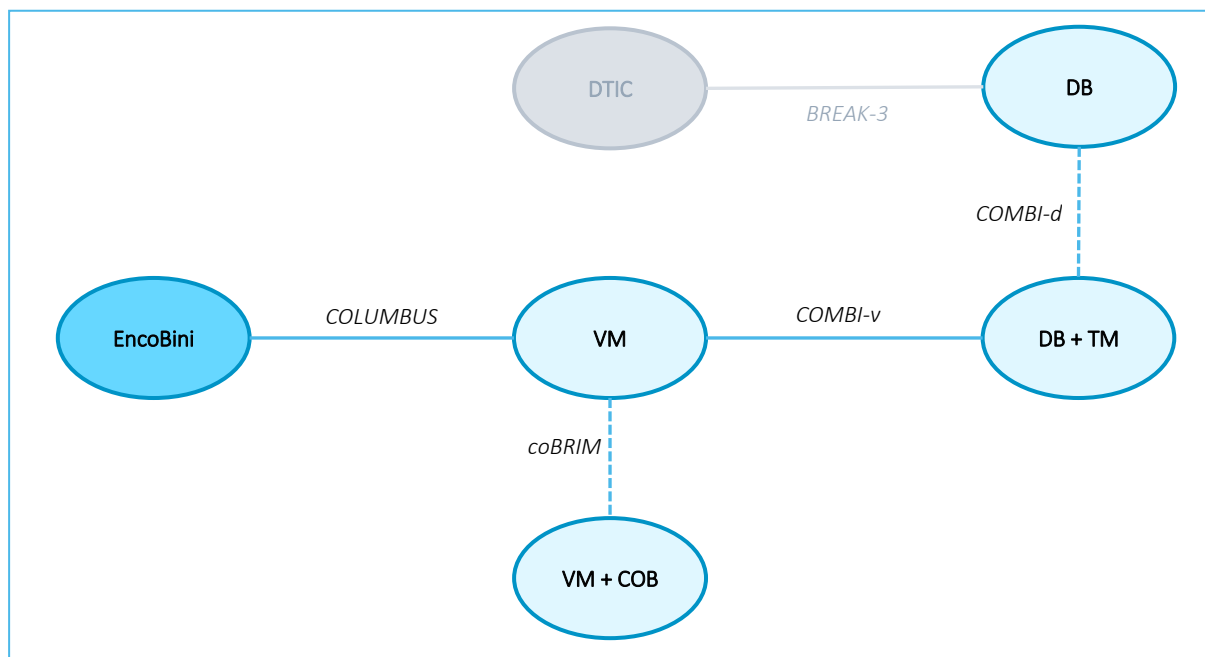 DTIC
BREAK-3
DB
COMBI-d
EncoBini
COLUMBUS
VM
COMBI-v
DB + TM
coBRIM
VM + COB